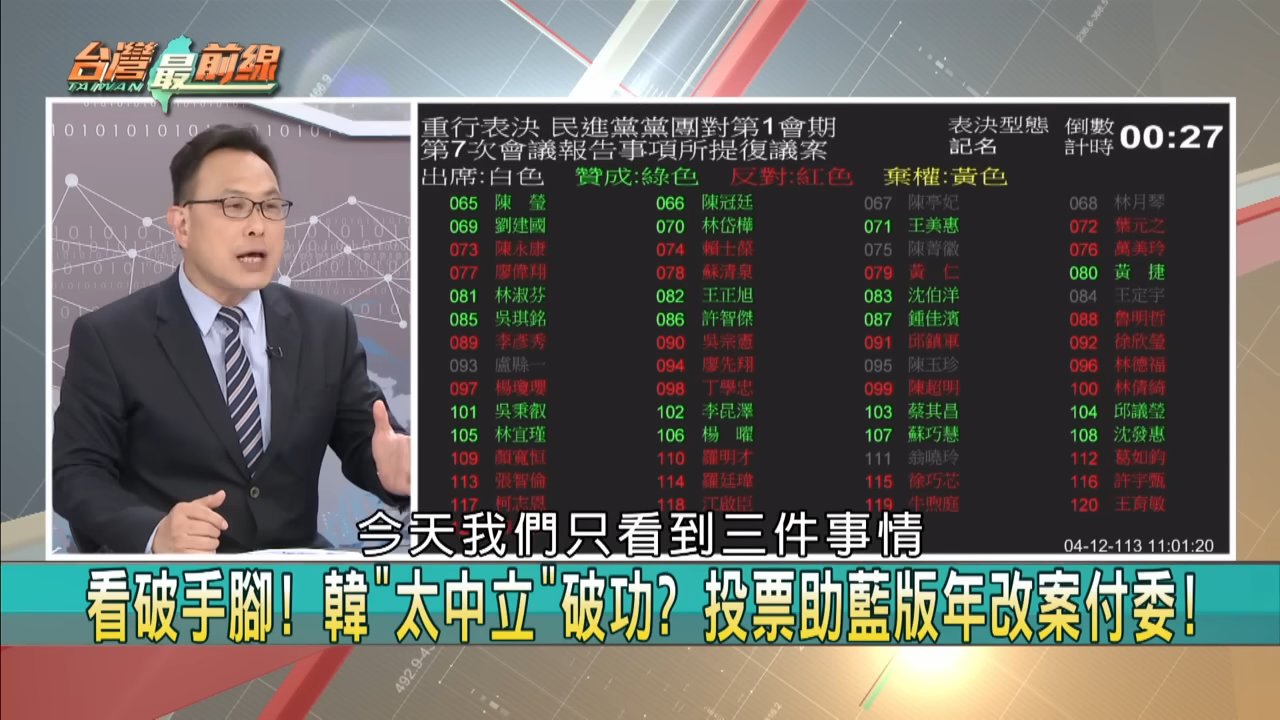 台灣最前線
TAIWAN
重行表決 民進黨黨團對第1會期
第7次會議報告事項所提復議案
表決型態
記名
倒數
計時 00:27
出席:白色 贊成:綠色 反對:紅色 棄權:黃色
065 陳　瑩 066 陳冠廷 067 陳亭妃 068 林月琴
069 劉建國 070 林岱樺 071 王美惠 072 葉元之
073 陳永康 074 賴士葆 075 陳菁徽 076 萬美玲
077 廖偉翔 078 蘇清泉 079 黃　仁 080 黃　捷
081 林淑芬 082 王正旭 083 沈伯洋 084 王定宇
085 吳琪銘 086 許智傑 087 鍾佳濱 088 魯明哲
089 李彥秀 090 吳宗憲 091 邱鎮軍 092 徐欣瑩
093 盧縣一 094 廖先翔 095 陳玉珍 096 林德福
097 楊瓊瓔 098 丁學忠 099 陳超明 100 林倩綺
101 吳秉叡 102 李昆澤 103 蔡其昌 104 邱議瑩
105 林宜瑾 106 楊　曜 107 蘇巧慧 108 沈發惠
109 顏寬恒 110 羅明才 111 翁曉玲 112 葛如鈞
113 張智倫 114 羅廷瑋 115 徐巧芯 116 許宇甄
117 柯志恩 118 江啟臣 119 牛煦庭 120 王育敏
04-12-113 11:01:20
今天我們只看到三件事情
看破手腳! 韓"太中立"破功? 投票助藍版年改案付委!